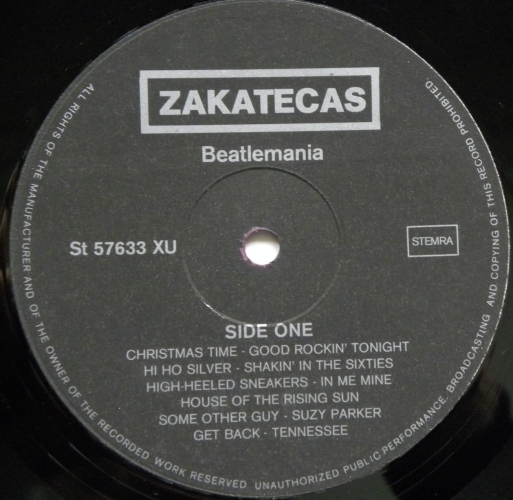 ZAKATECAS
Beatlemania
St 57633 XU
STEMRA
SIDE ONE
CHRISTMAS TIME - GOOD ROCKIN' TONIGHT
HI HO SILVER - SHAKIN' IN THE SIXTIES
HIGH-HEELED SNEAKERS - IN ME MINE
HOUSE OF THE RISING SUN
SOME OTHER GUY - SUZY PARKER
GET BACK - TENNESSEE
ALL RIGHTS OF THE MANUFACTURER AND OF THE OWNER OF THE RECORDED WORK RESERVED. UNAUTHORIZED PUBLIC PERFORMANCE, BROADCASTING AND COPYING OF THIS RECORD PROHIBITED.